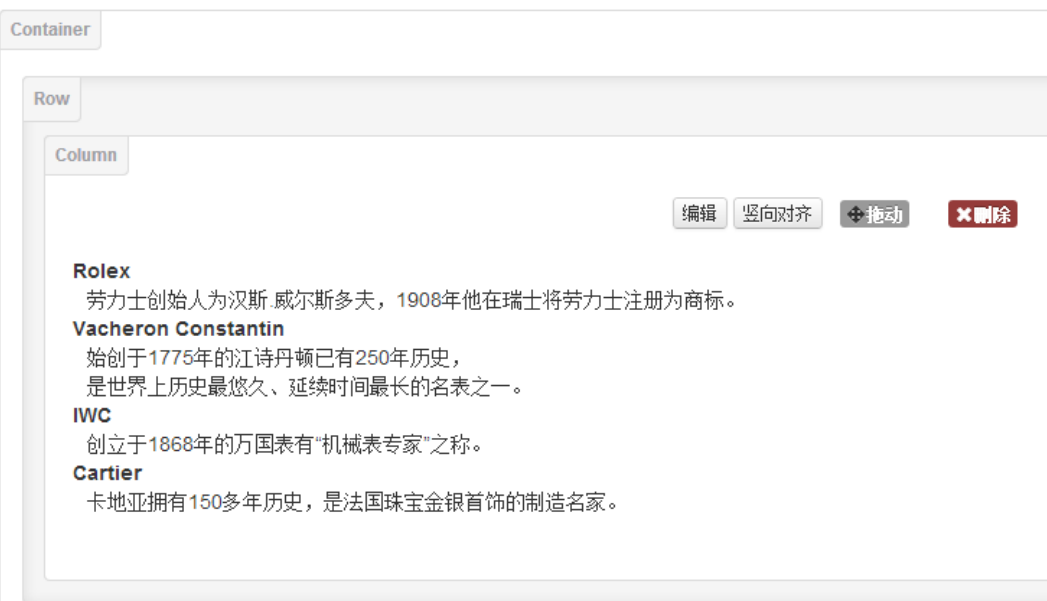 Container
Row
Column
编辑 竖向对齐 拖动 删除
Rolex
劳力士创始人为汉斯.威尔斯多夫，1908年他在瑞士将劳力士注册为商标。
Vacheron Constantin
始创于1775年的江诗丹顿已有250年历史，
是世界上历史最悠久、延续时间最长的名表之一。
IWC
创立于1868年的万国表有“机械表专家”之称。
Cartier
卡地亚拥有150多年历史，是法国珠宝金银首饰的制造名家。